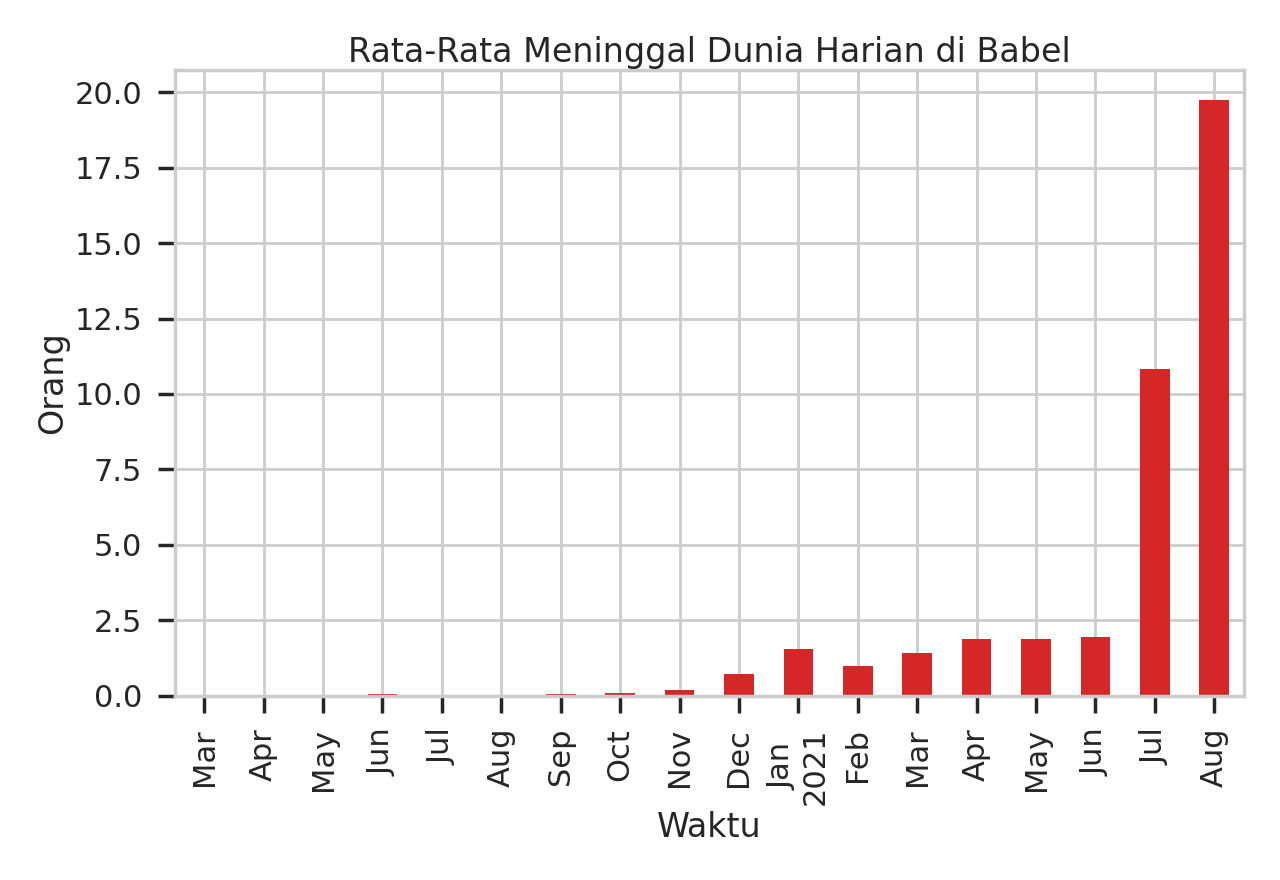 Rata-Rata Meninggal Dunia Harian di Babel
20.0
17.5
15.0
12.5
10.0
7.5
5.0
2.5
0.0
Orang
Mar
Apr
May
Jun
Jul
Aug
Sep
Oct
Nov
Dec
Jan
2021
Feb
Mar
Apr
May
Jun
Jul
Aug
Waktu